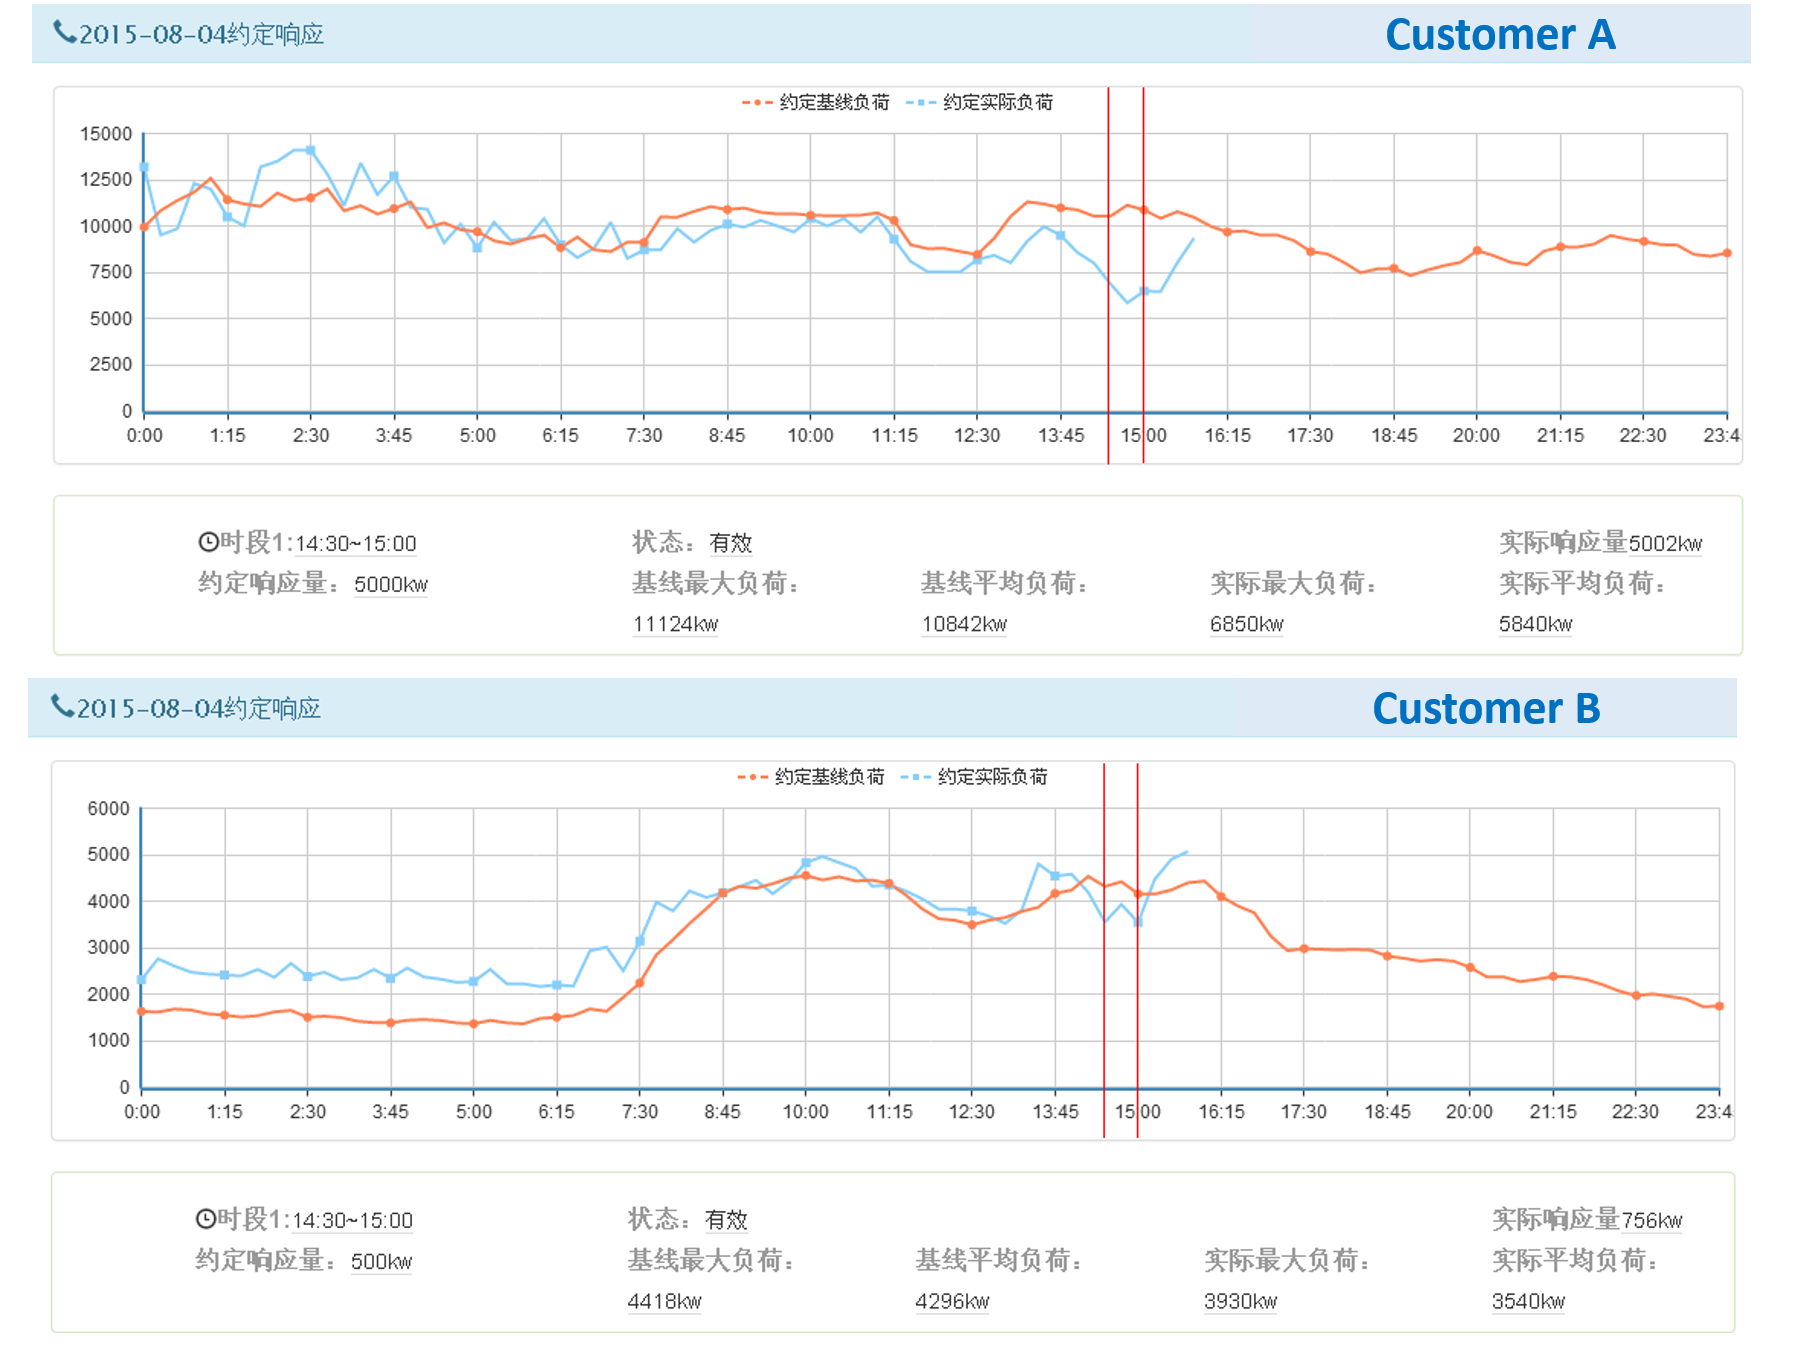 2015-08-04约定响应 Customer A
约定基线负荷 约定实际负荷
15000
12500
10000
7500
5000
2500
0
0:00 1:15 2:30 3:45 5:00 6:15 7:30 8:45 10:00 11:15 12:30 13:45 15:00 16:15 17:30 18:45 20:00 21:15 22:30 23:4
时段1:14:30~15:00 状态：有效 实际响应量5002kw
约定响应量：5000kw 基线最大负荷： 基线平均负荷： 实际最大负荷： 实际平均负荷：
11124kw 10842kw 6850kw 5840kw
2015-08-04约定响应 Customer B
约定基线负荷 约定实际负荷
6000
5000
4000
3000
2000
1000
0
0:00 1:15 2:30 3:45 5:00 6:15 7:30 8:45 10:00 11:15 12:30 13:45 15:00 16:15 17:30 18:45 20:00 21:15 22:30 23:4
时段1:14:30~15:00 状态：有效 实际响应量756kw
约定响应量：500kw 基线最大负荷： 基线平均负荷： 实际最大负荷： 实际平均负荷：
4418kw 4296kw 3930kw 3540kw